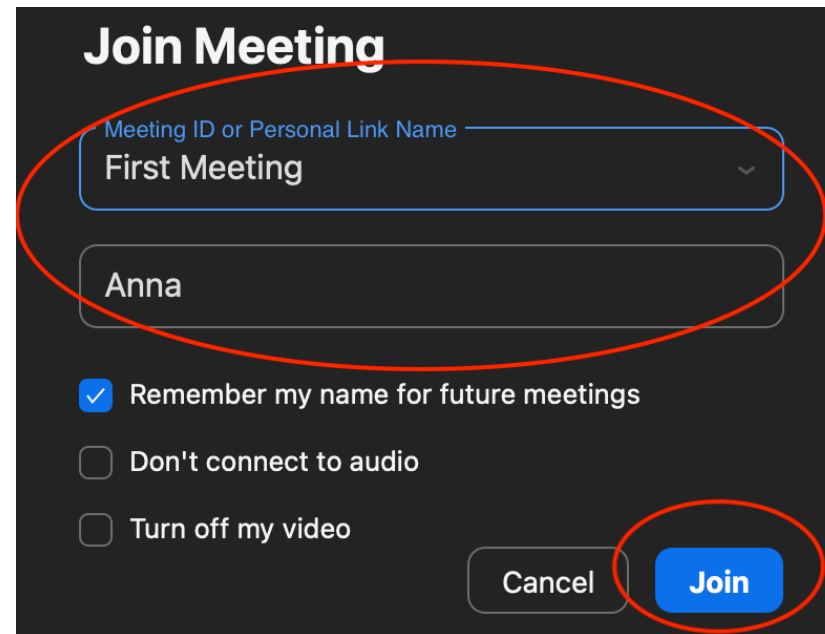 Join Meeting
Meeting ID or Personal Link Name
First Meeting
Anna
Remember my name for future meetings
Don't connect to audio
Turn off my video
Cancel
Join